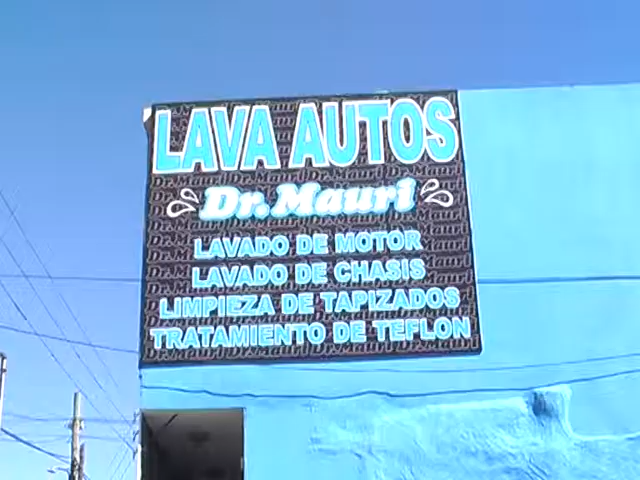 LAVA AUTOS
Dr. Mauri
LAVADO DE MOTOR
LAVADO DE CHASIS
LIMPIEZA DE TAPIZADOS
TRATAMIENTO DE TEFLON